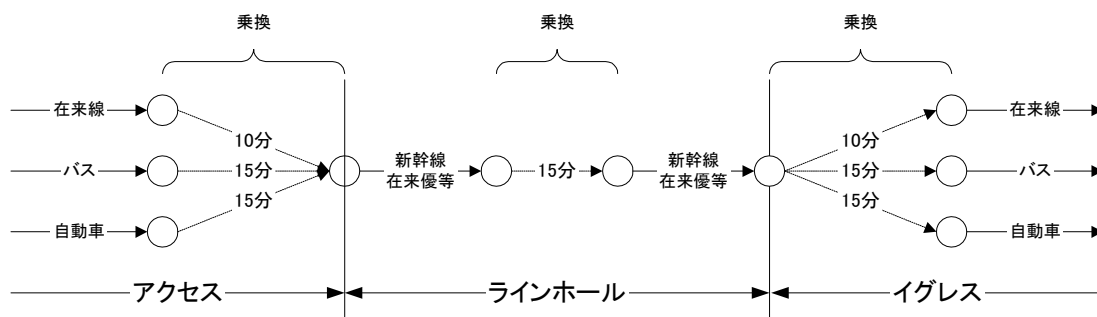 乗換
乗換
乗換
在来線
10分
バス
15分
15分
自動車
新幹線
在来優等
15分
新幹線
在来優等
10分
15分
15分
在来線
バス
自動車
アクセス
ラインホール
イグレス